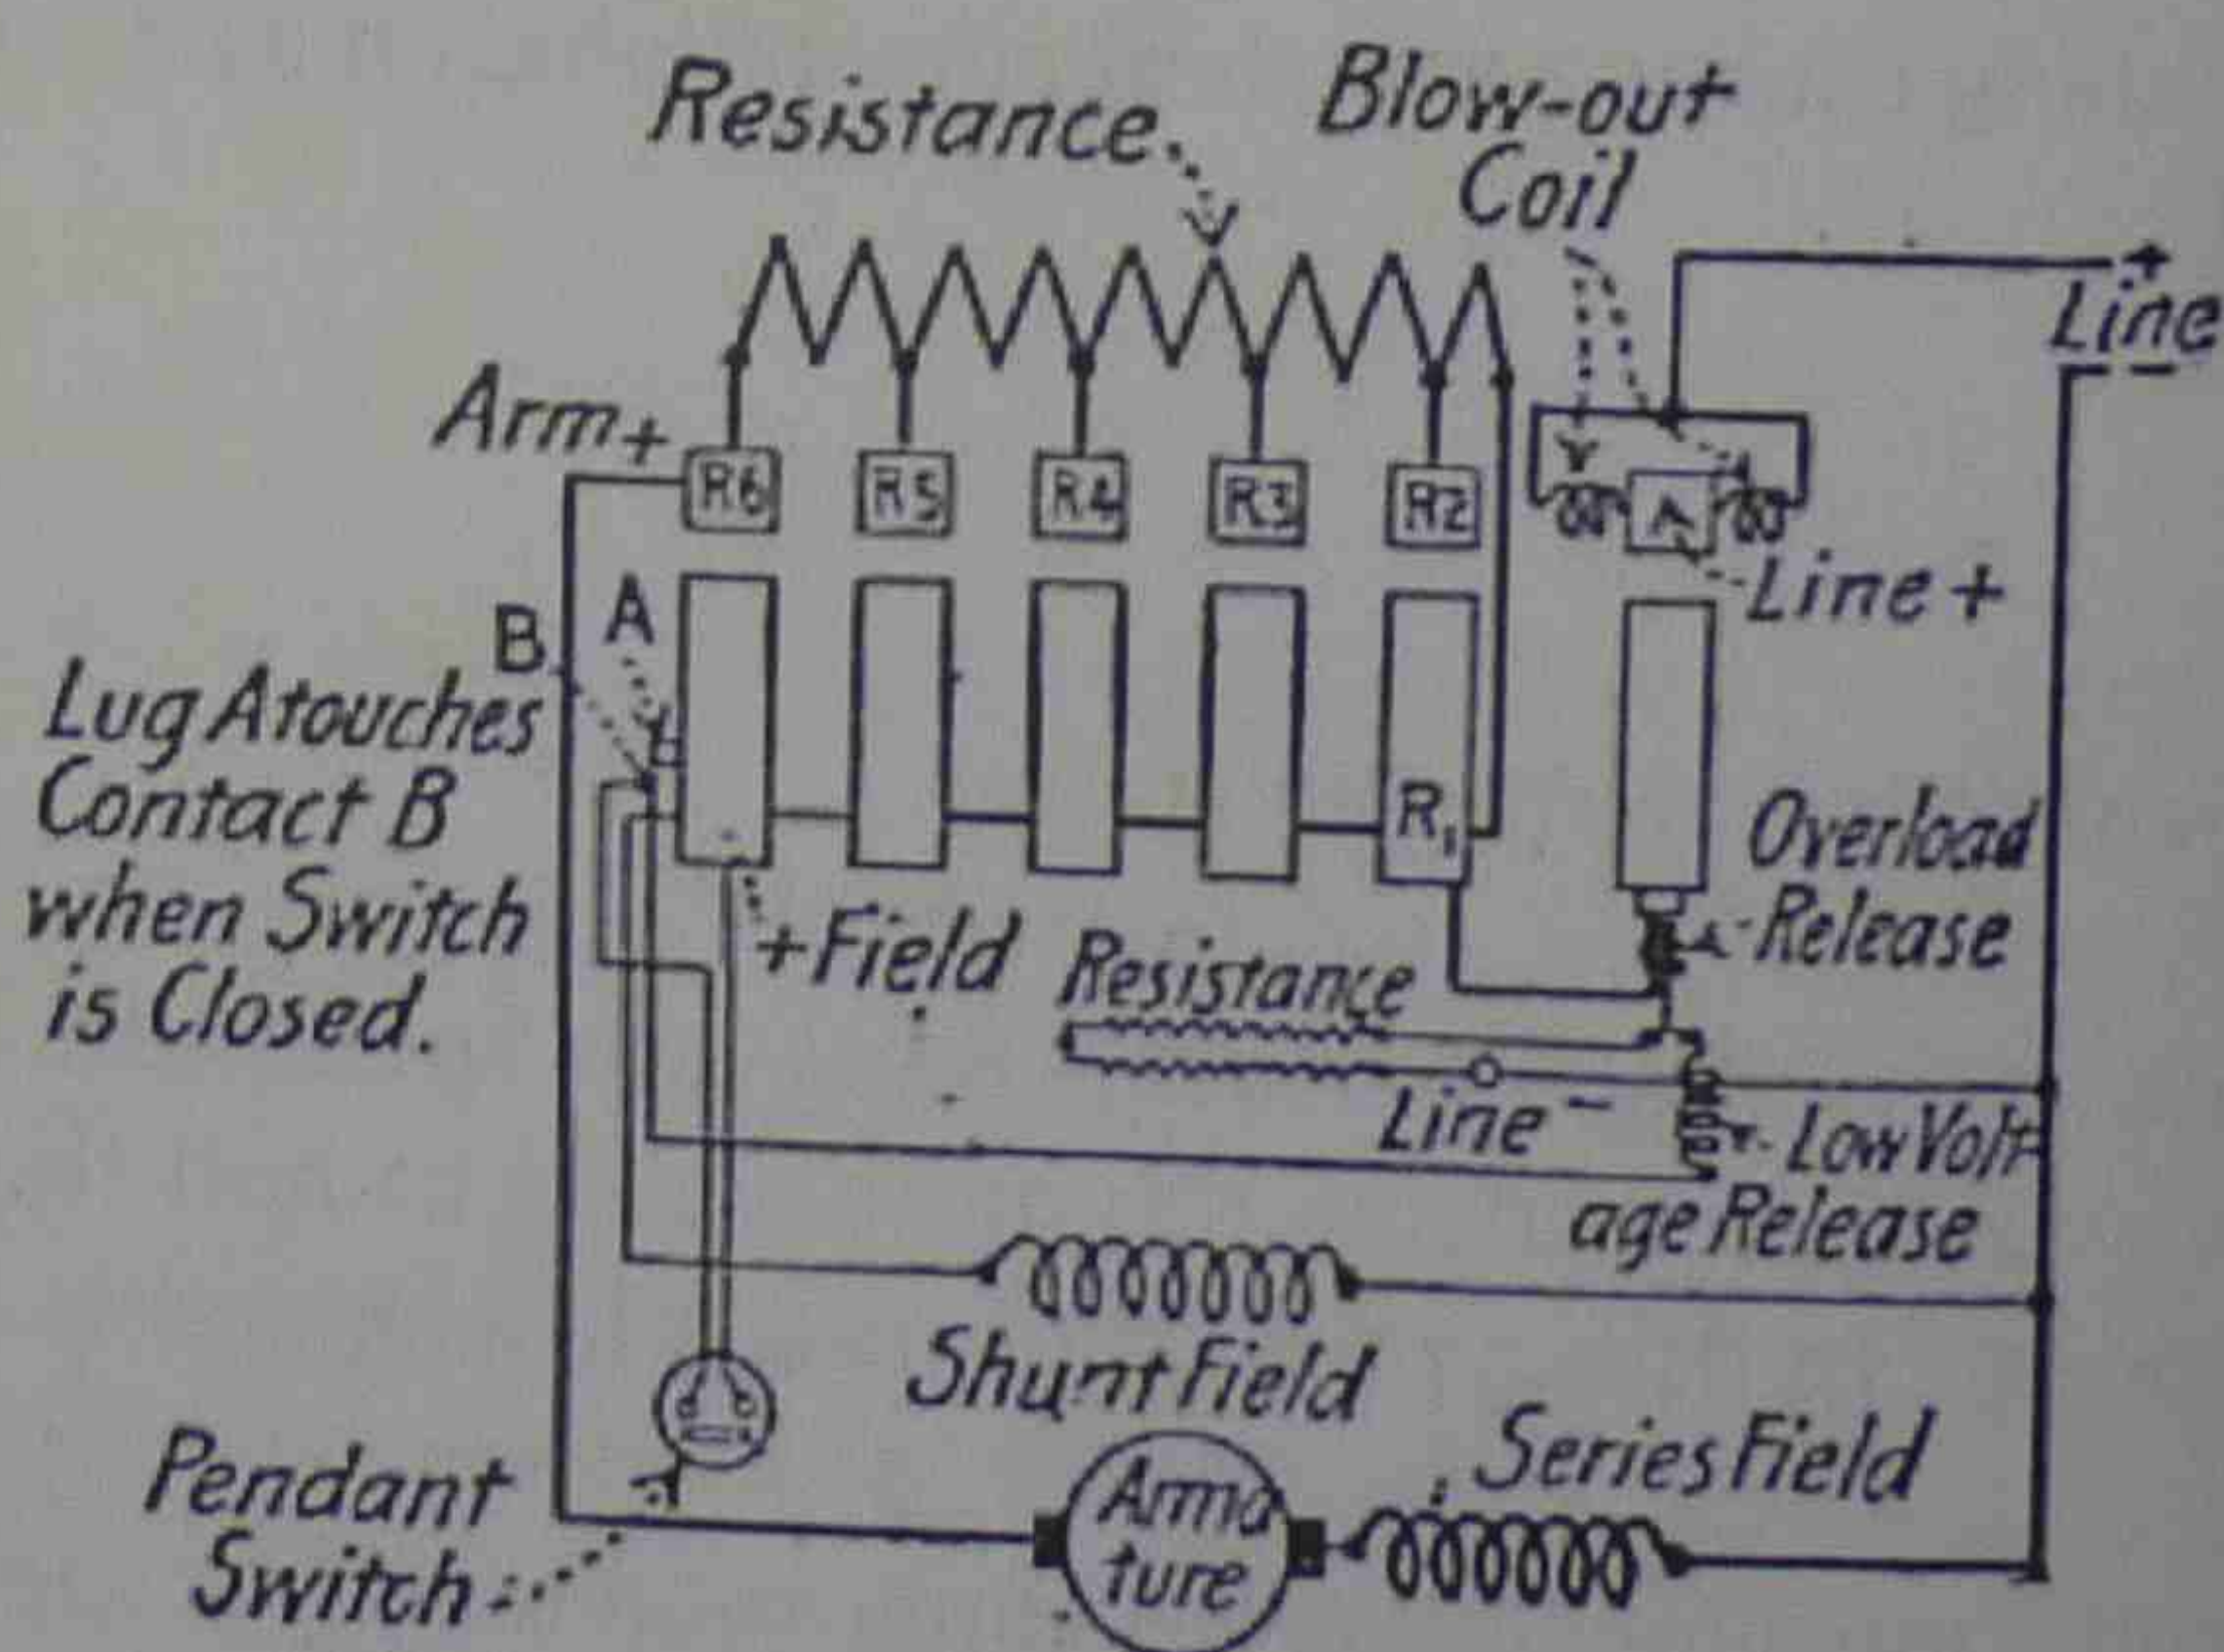 Resistance
Blow-out
Coil
+
Line
-
Arm+
R6
R5
R4
R3
R2
Line +
B
A
Lug A touches
Contact B
when Switch
is Closed.
R1
+Field
Overload
Release
Resistance
Line -
Low Volt-
age Release
Shunt Field
Series Field
Pendant
Switch
Arma
ture